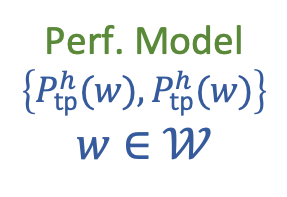 Perf. Model
{P_tp^h(w), P_tp^h(w)}
w ∈ 𝒲